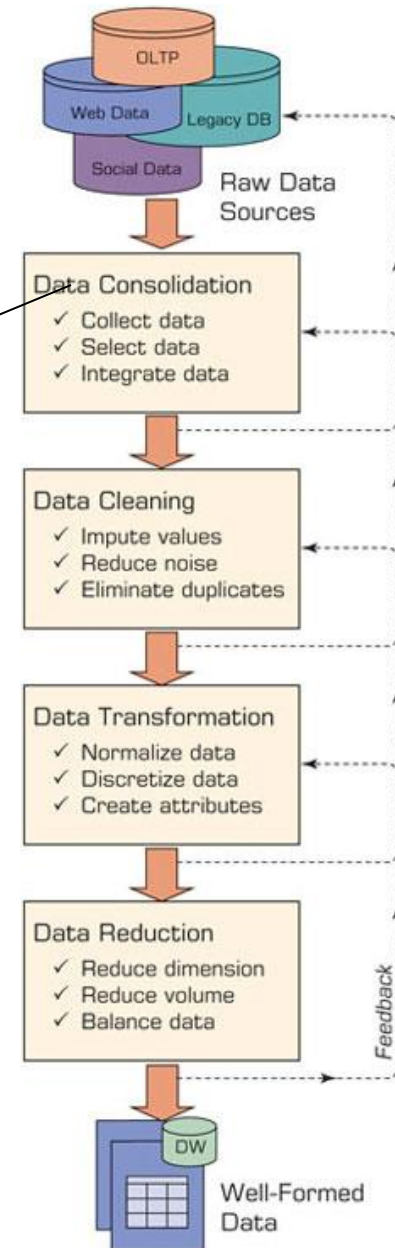 OLTP
Web Data
Legacy DB
Social Data
Raw Data
Sources
Data Consolidation
✓ Collect data
✓ Select data
✓ Integrate data
Data Cleaning
✓ Impute values
✓ Reduce noise
✓ Eliminate duplicates
Data Transformation
✓ Normalize data
✓ Discretize data
✓ Create attributes
Data Reduction
✓ Reduce dimension
✓ Reduce volume
✓ Balance data
Feedback
DW
Well-Formed
Data